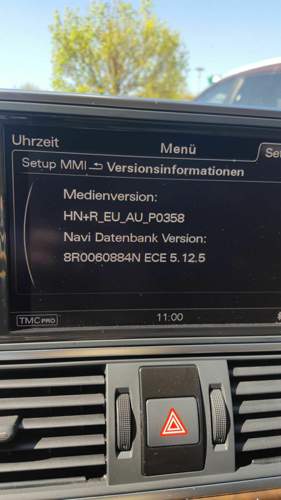 Uhrzeit Menü Se
Setup MMI Versionsinformationen
Medienversion:
HN+R_EU_AU_P0358
Navi Datenbank Version:
8R0060884N ECE 5.12.5
TMC PRO 11:00